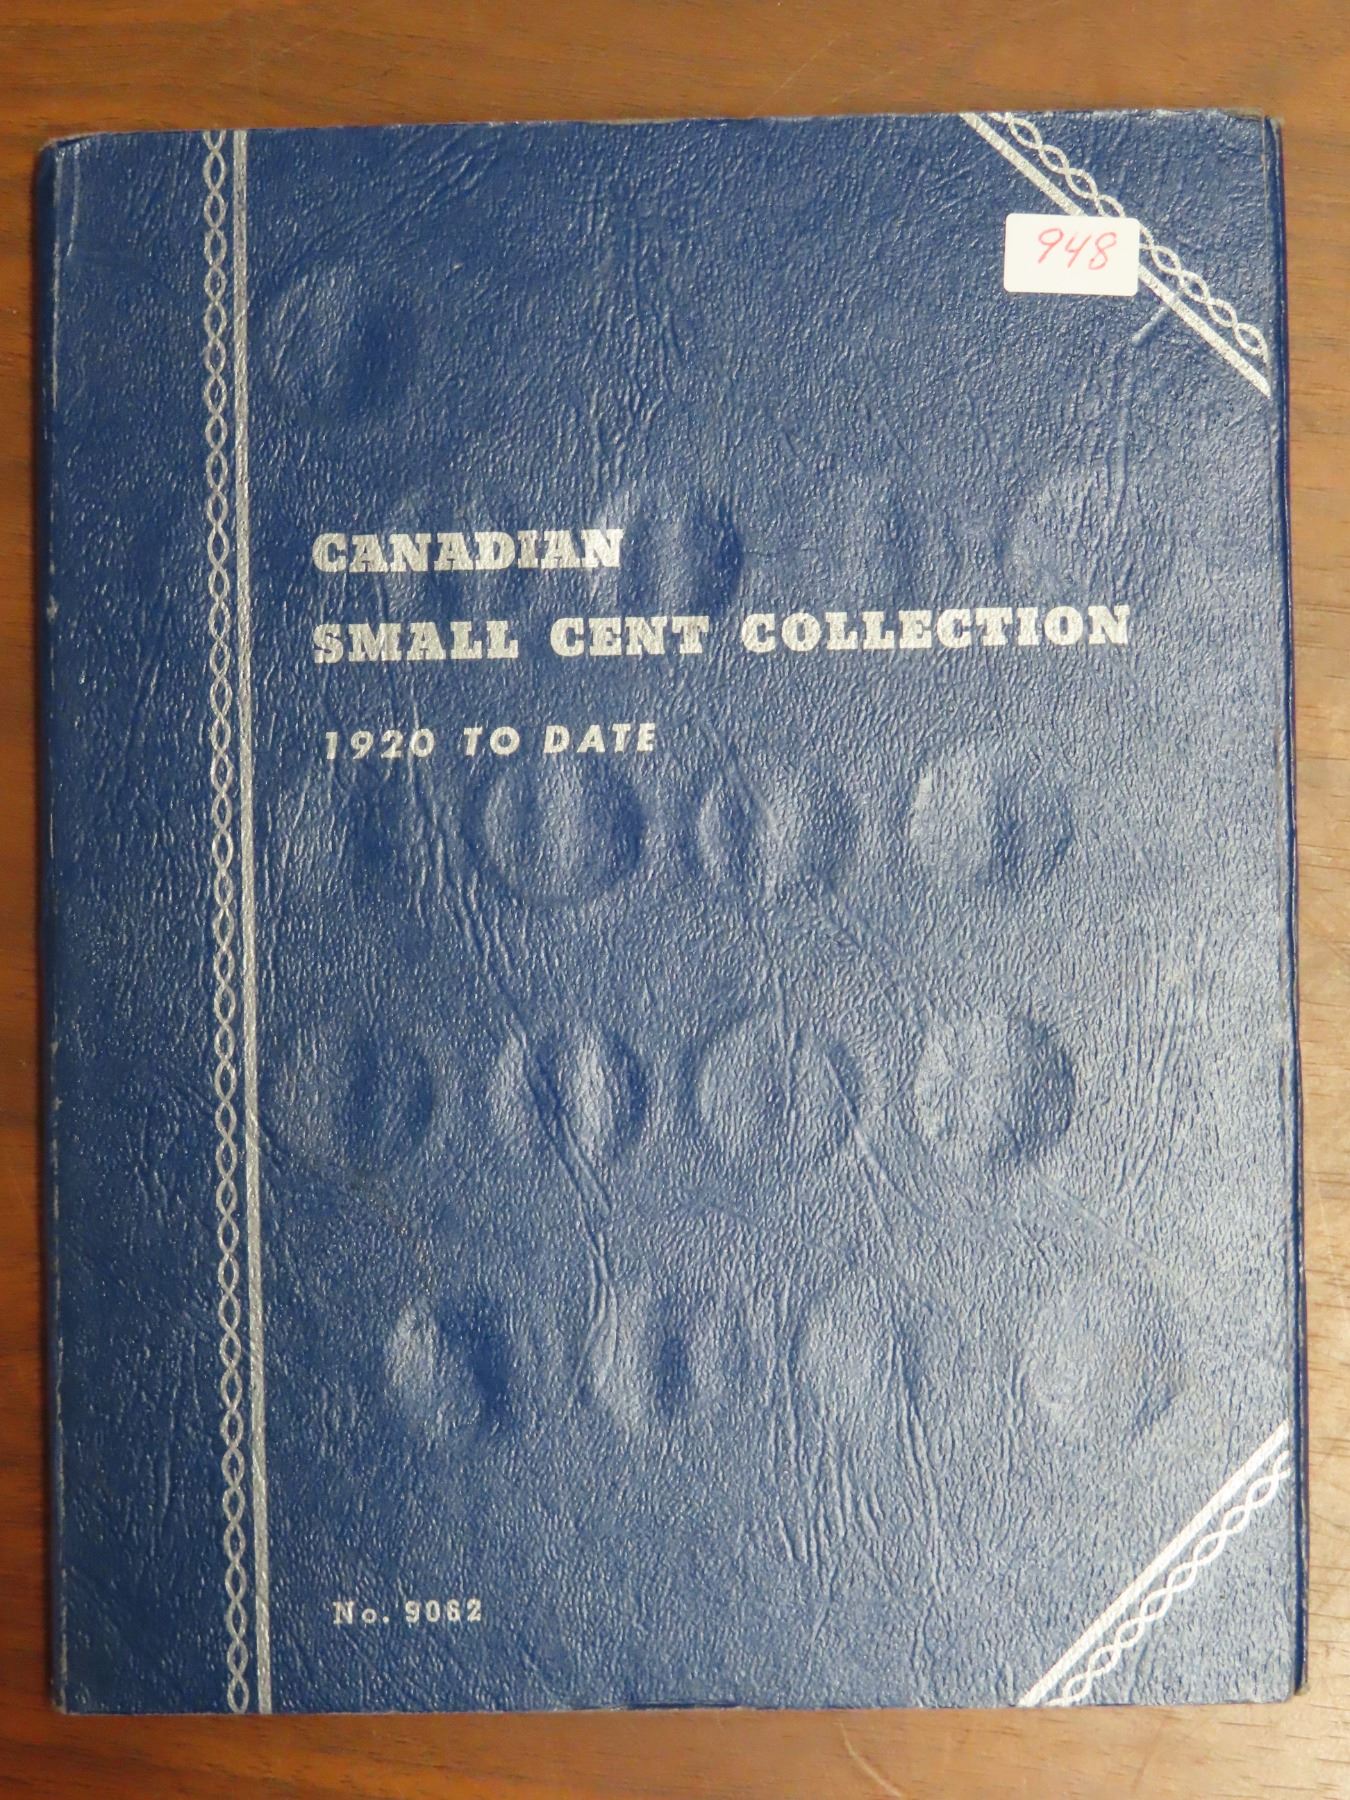 948
CANADIAN
SMALL CENT COLLECTION
1920 TO DATE
No. 9062